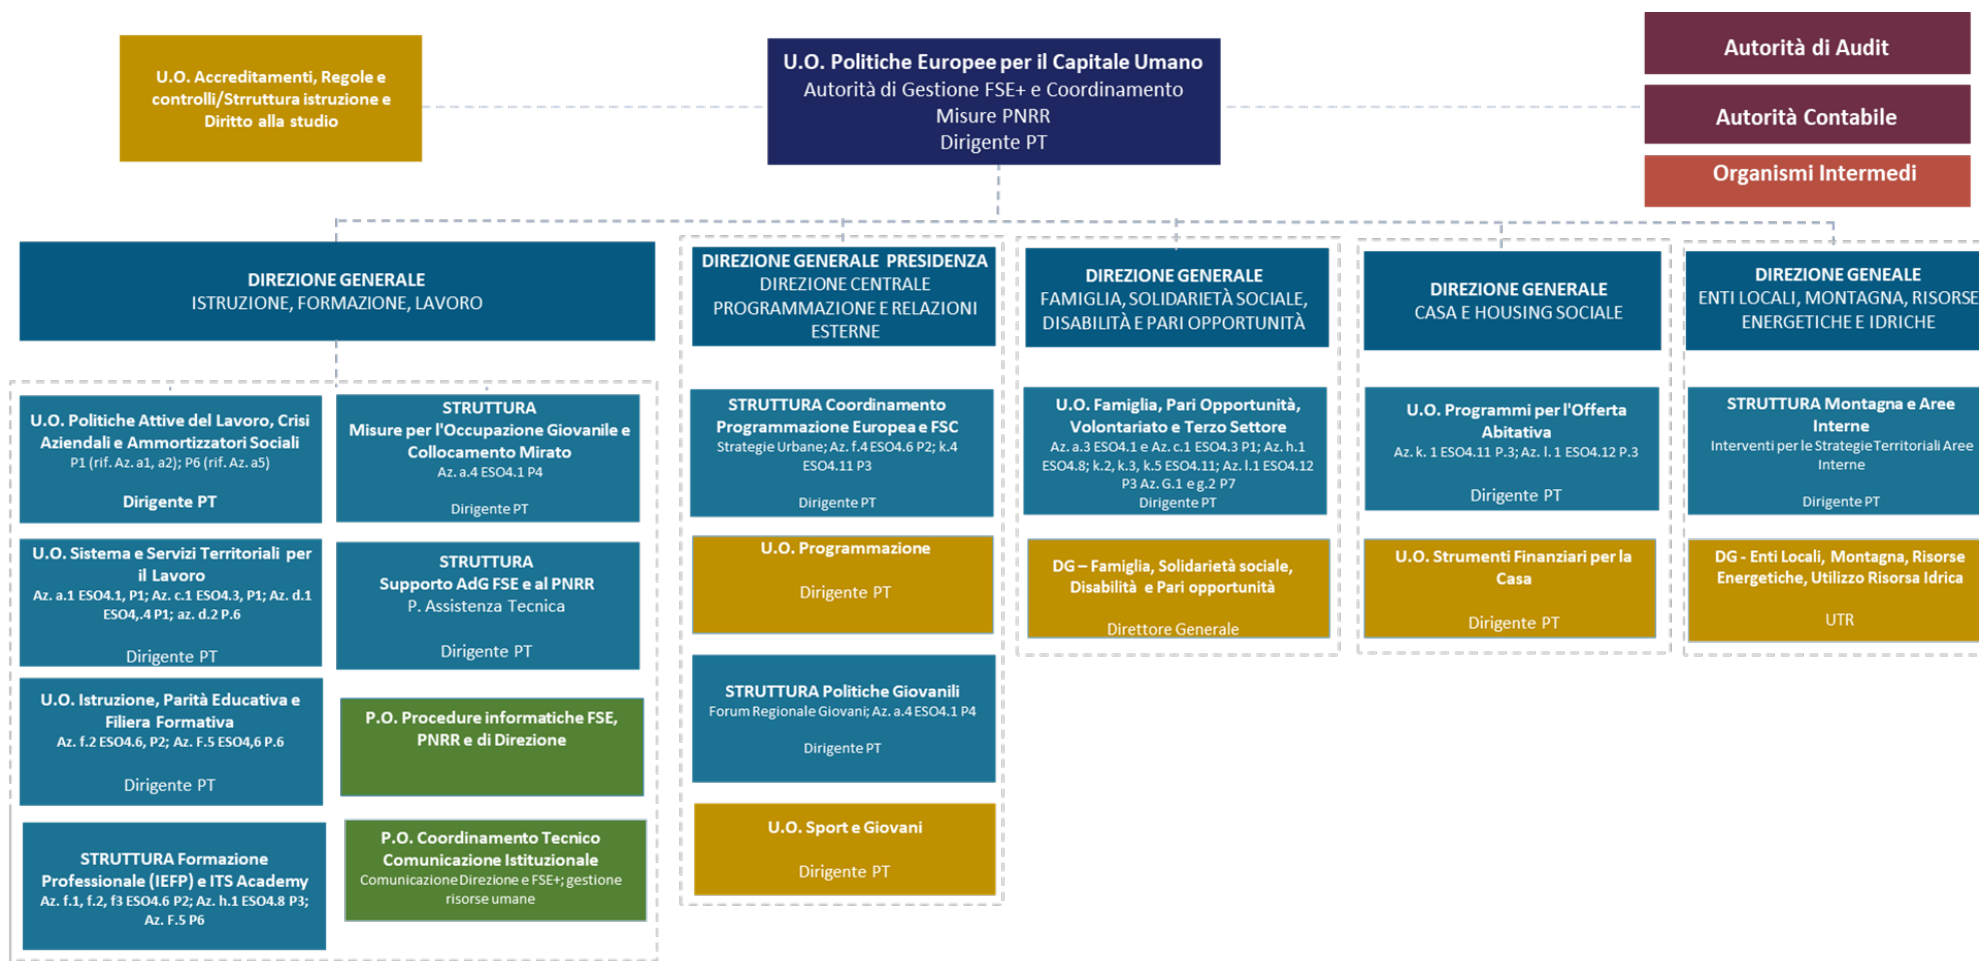 U.O. Accreditamenti, Regole e
controlli/Strruttura istruzione e
Diritto alla studio
U.O. Politiche Europee per il Capitale Umano
Autorità di Gestione FSE+ e Coordinamento
Misure PNRR
Dirigente PT
Autorità di Audit
Autorità Contabile
Organismi Intermedi
DIREZIONE GENERALE
ISTRUZIONE, FORMAZIONE, LAVORO
U.O. Politiche Attive del Lavoro, Crisi
Aziendali e Ammortizzatori Sociali
P1 (rif. Az. a1, a2); P6 (rif. Az. a5)
Dirigente PT
U.O. Sistema e Servizi Territoriali per
il Lavoro
Az. a.1 ESO4.1, P1; Az. c.1 ESO4.3, P1; Az. d.1
ESO4,.4 P1; az. d.2 P.6
Dirigente PT
U.O. Istruzione, Parità Educativa e
Filiera Formativa
Az. f.2 ESO4.6, P2; Az. F.5 ESO4,6 P.6
Dirigente PT
STRUTTURA Formazione
Professionale (IEFP) e ITS Academy
Az. f.1, f.2, f3 ESO4.6 P2; Az. h.1 ESO4.8 P3;
Az. F.5 P6
STRUTTURA
Misure per l'Occupazione Giovanile e
Collocamento Mirato
Az. a.4 ESO4.1 P4
Dirigente PT
STRUTTURA
Supporto AdG FSE e al PNRR
P. Assistenza Tecnica
Dirigente PT
P.O. Procedure informatiche FSE,
PNRR e di Direzione
P.O. Coordinamento Tecnico
Comunicazione Istituzionale
Comunicazione Direzione e FSE+; gestione
risorse umane
DIREZIONE GENERALE PRESIDENZA
DIREZIONE CENTRALE
PROGRAMMAZIONE E RELAZIONI
ESTERNE
STRUTTURA Coordinamento
Programmazione Europea e FSC
Strategie Urbane; Az. f.4 ESO4.6 P2; k.4
ESO4.11 P3
Dirigente PT
U.O. Programmazione
Dirigente PT
STRUTTURA Politiche Giovanili
Forum Regionale Giovani; Az. a.4 ESO4.1 P4
Dirigente PT
U.O. Sport e Giovani
Dirigente PT
DIREZIONE GENERALE
FAMIGLIA, SOLIDARIETÀ SOCIALE,
DISABILITÀ E PARI OPPORTUNITÀ
U.O. Famiglia, Pari Opportunità,
Volontariato e Terzo Settore
Az. a.3 ESO4.1 e Az. c.1 ESO4.3 P1; Az. h.1
ESO4.8; k.2, k.3, k.5 ESO4.11; Az. l.1 ESO4.12
P3 Az. G.1 e g.2 P7
Dirigente PT
DG – Famiglia, Solidarietà sociale,
Disabilità e Pari opportunità
Direttore Generale
DIREZIONE GENERALE
CASA E HOUSING SOCIALE
U.O. Programmi per l'Offerta
Abitativa
Az. k. 1 ESO4.11 P.3; Az. l. 1 ESO4.12 P.3
Dirigente PT
U.O. Strumenti Finanziari per la
Casa
Dirigente PT
DIREZIONE GENEALE
ENTI LOCALI, MONTAGNA, RISORSE
ENERGETICHE E IDRICHE
STRUTTURA Montagna e Aree
Interne
Interventi per le Strategie Territoriali Aree
Interne
Dirigente PT
DG - Enti Locali, Montagna, Risorse
Energetiche, Utilizzo Risorsa Idrica
UTR